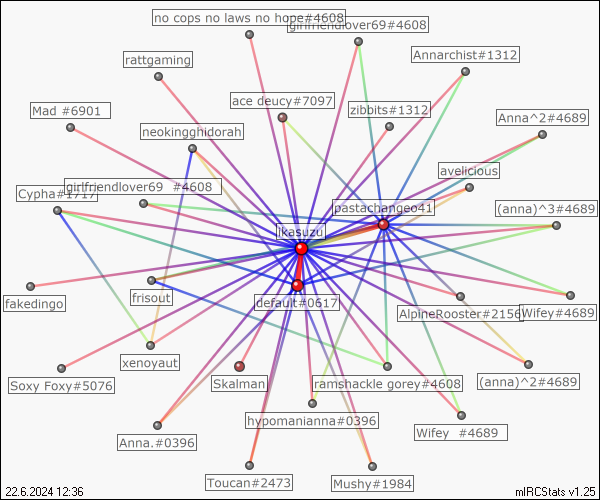 no cops no laws no hope#4608
girlfriendlover69#4608
Annarchist#1312
rattgaming
ace deucy#7097
zibbits#1312
Mad #6901
Anna^2#4689
neokingghidorah
avelicious
girlfriendlover69 #4608
Cypha#1717
pastachangeo41
(anna)^3#4689
ikasuzu
fakedingo
frisout
default#0617
AlpineRooster#2156
Wifey#4689
xenoyaut
Soxy Foxy#5076
Skalman
ramshackle gorey#4608
(anna)^2#4689
hypomanianna#0396
Anna.#0396
Wifey #4689
Toucan#2473
Mushy#1984
22.6.2024 12:36
mIRCStats v1.25